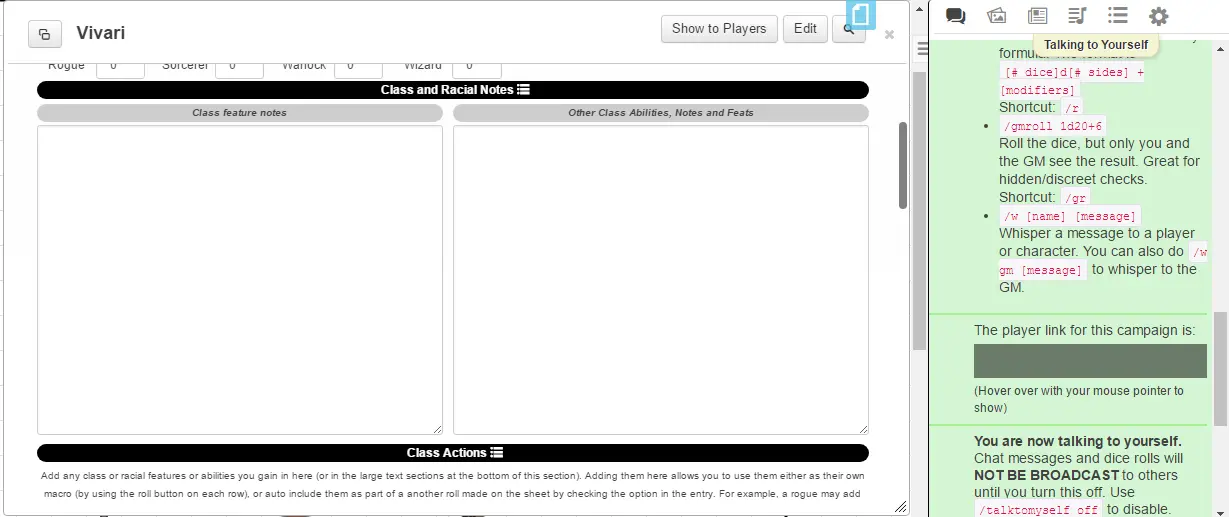 Vivari
Show to Players
Edit
Rogue 0 Sorcerer 0 Warlock 0 Wizard 0
Class and Racial Notes
Class feature notes
Other Class Abilities, Notes and Feats
Class Actions
Add any class or racial features or abilities you gain in here (or in the large text sections at the bottom of this section). Adding them here allows you to use them either as their own
macro (by using the roll button on each row), or auto include them as part of a another roll made on the sheet by checking the option in the entry. For example, a rogue may add
Talking to Yourself
[# dice]d[# sides] +
[modifiers]
Shortcut: /r
/gmroll 1d20+6
Roll the dice, but only you and
the GM see the result. Great for
hidden/discreet checks.
Shortcut: /gr
/w [name] [message]
Whisper a message to a player
or character. You can also do /w
gm [message] to whisper to the
GM.
The player link for this campaign is:
(Hover over with your mouse pointer to
show)
You are now talking to yourself.
Chat messages and dice rolls will
NOT BE BROADCAST to others
until you turn this off. Use
/talktomyself off to disable.